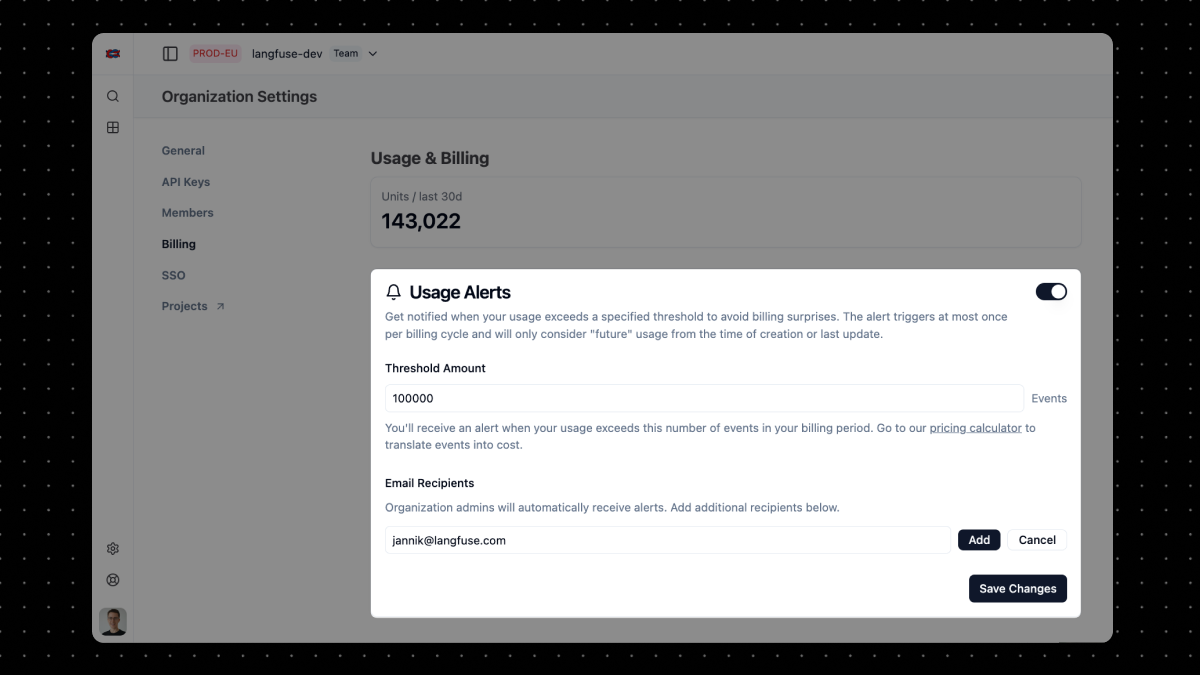 PROD-EU langfuse-dev Team
Organization Settings
General
API Keys
Members
Billing
SSO
Projects
Usage & Billing
Units / last 30d
143,022
Usage Alerts
Get notified when your usage exceeds a specified threshold to avoid billing surprises. The alert triggers at most once
per billing cycle and will only consider "future" usage from the time of creation or last update.
Threshold Amount
100000 Events
You'll receive an alert when your usage exceeds this number of events in your billing period. Go to our pricing calculator to
translate events into cost.
Email Recipients
Organization admins will automatically receive alerts. Add additional recipients below.
jannik@langfuse.com Add Cancel
Save Changes